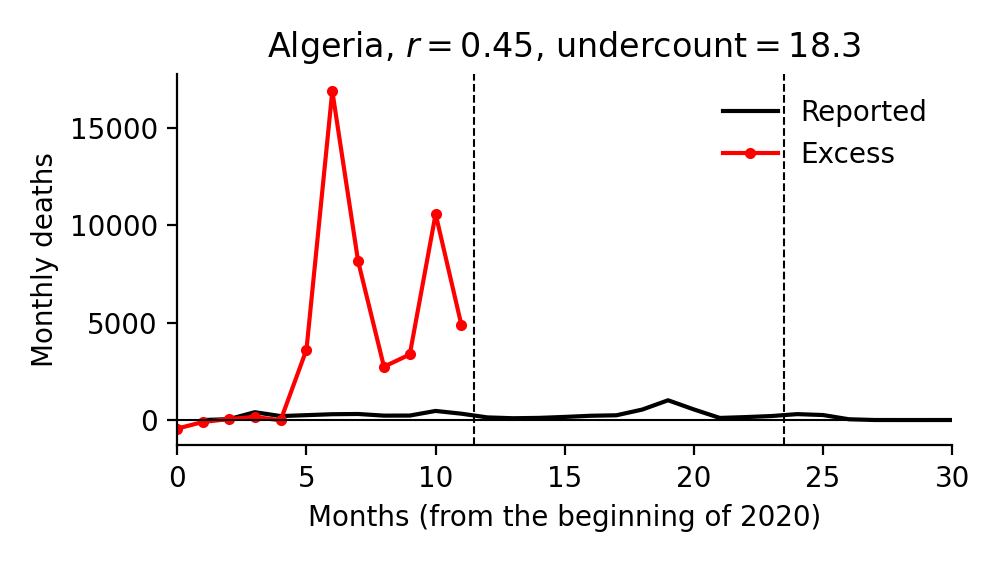 Algeria, r = 0.45, undercount = 18.3
Reported
Excess
Monthly deaths
15000
10000
5000
0
0 5 10 15 20 25 30
Months (from the beginning of 2020)